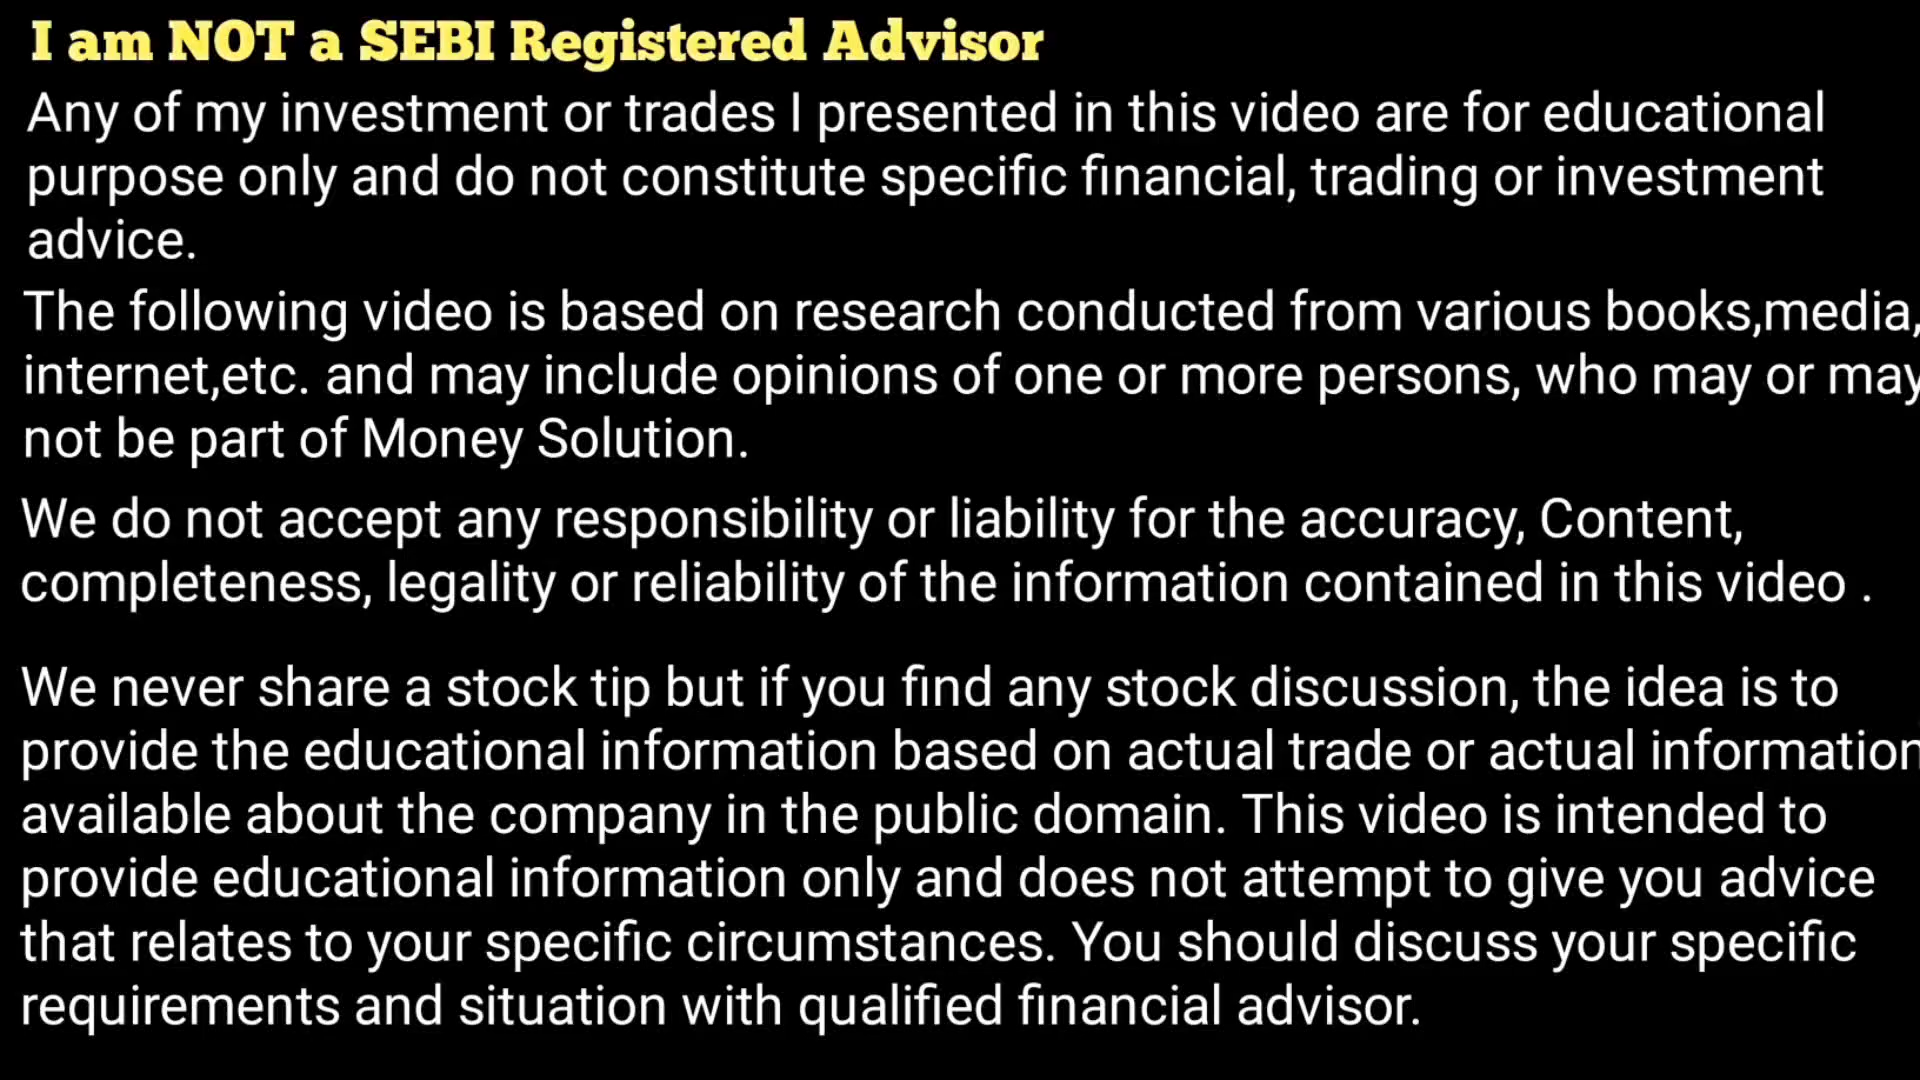 I am NOT a SEBI Registered Advisor
Any of my investment or trades I presented in this video are for educational
purpose only and do not constitute specific financial, trading or investment
advice.
The following video is based on research conducted from various books,media,
internet,etc. and may include opinions of one or more persons, who may or may
not be part of Money Solution.
We do not accept any responsibility or liability for the accuracy, Content,
completeness, legality or reliability of the information contained in this video .
We never share a stock tip but if you find any stock discussion, the idea is to
provide the educational information based on actual trade or actual information
available about the company in the public domain. This video is intended to
provide educational information only and does not attempt to give you advice
that relates to your specific circumstances. You should discuss your specific
requirements and situation with qualified financial advisor.